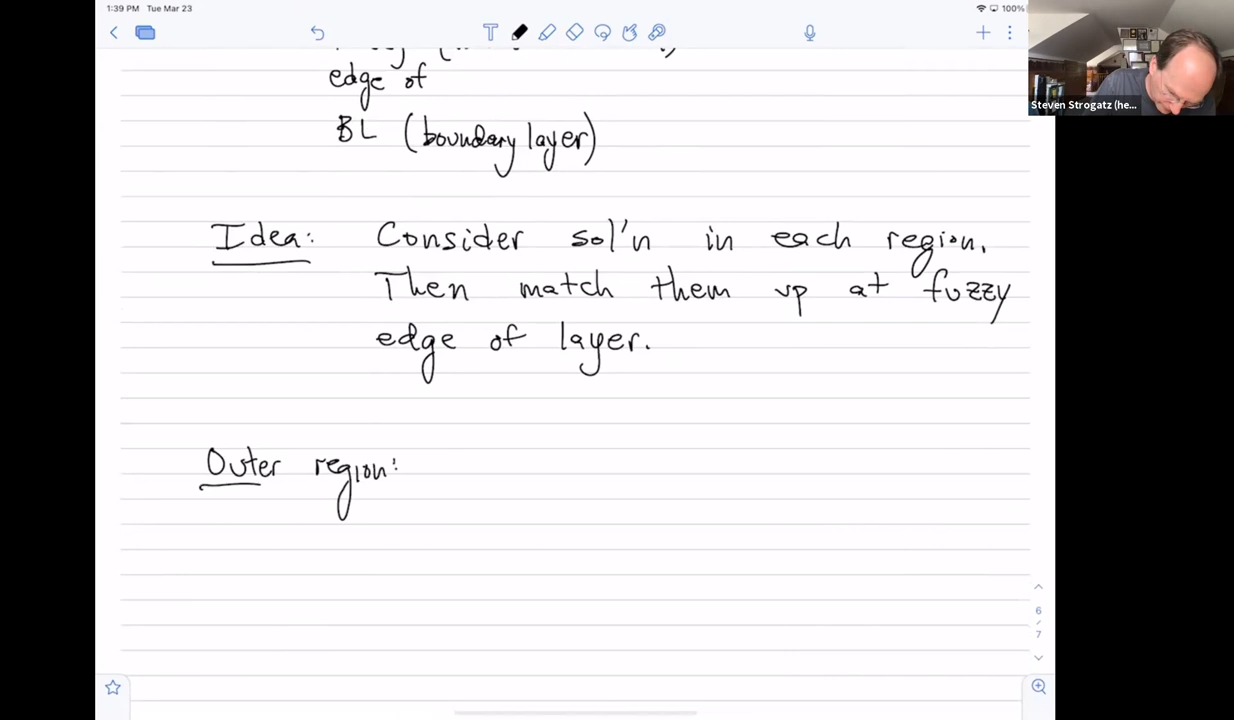 1:39 PM Tue Mar 23
100%
edge of
BL (boundary layer)
Steven Strogatz (he...
Idea: Consider sol'n in each region.
Then match them up at fuzzy
edge of layer.
Outer region:
6
/
7